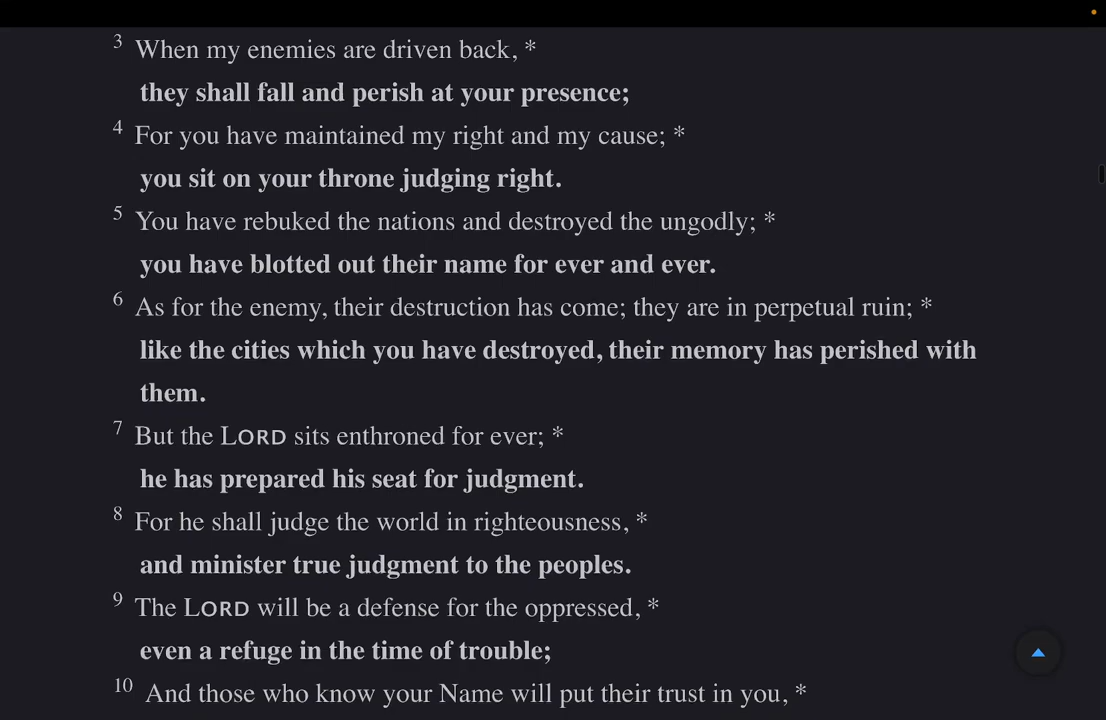 3 When my enemies are driven back, *
they shall fall and perish at your presence;
4 For you have maintained my right and my cause; *
you sit on your throne judging right.
5 You have rebuked the nations and destroyed the ungodly; *
you have blotted out their name for ever and ever.
6 As for the enemy, their destruction has come; they are in perpetual ruin; *
like the cities which you have destroyed, their memory has perished with
them.
7 But the LORD sits enthroned for ever; *
he has prepared his seat for judgment.
8 For he shall judge the world in righteousness, *
and minister true judgment to the peoples.
9 The LORD will be a defense for the oppressed, *
even a refuge in the time of trouble;
10 And those who know your Name will put their trust in you, *